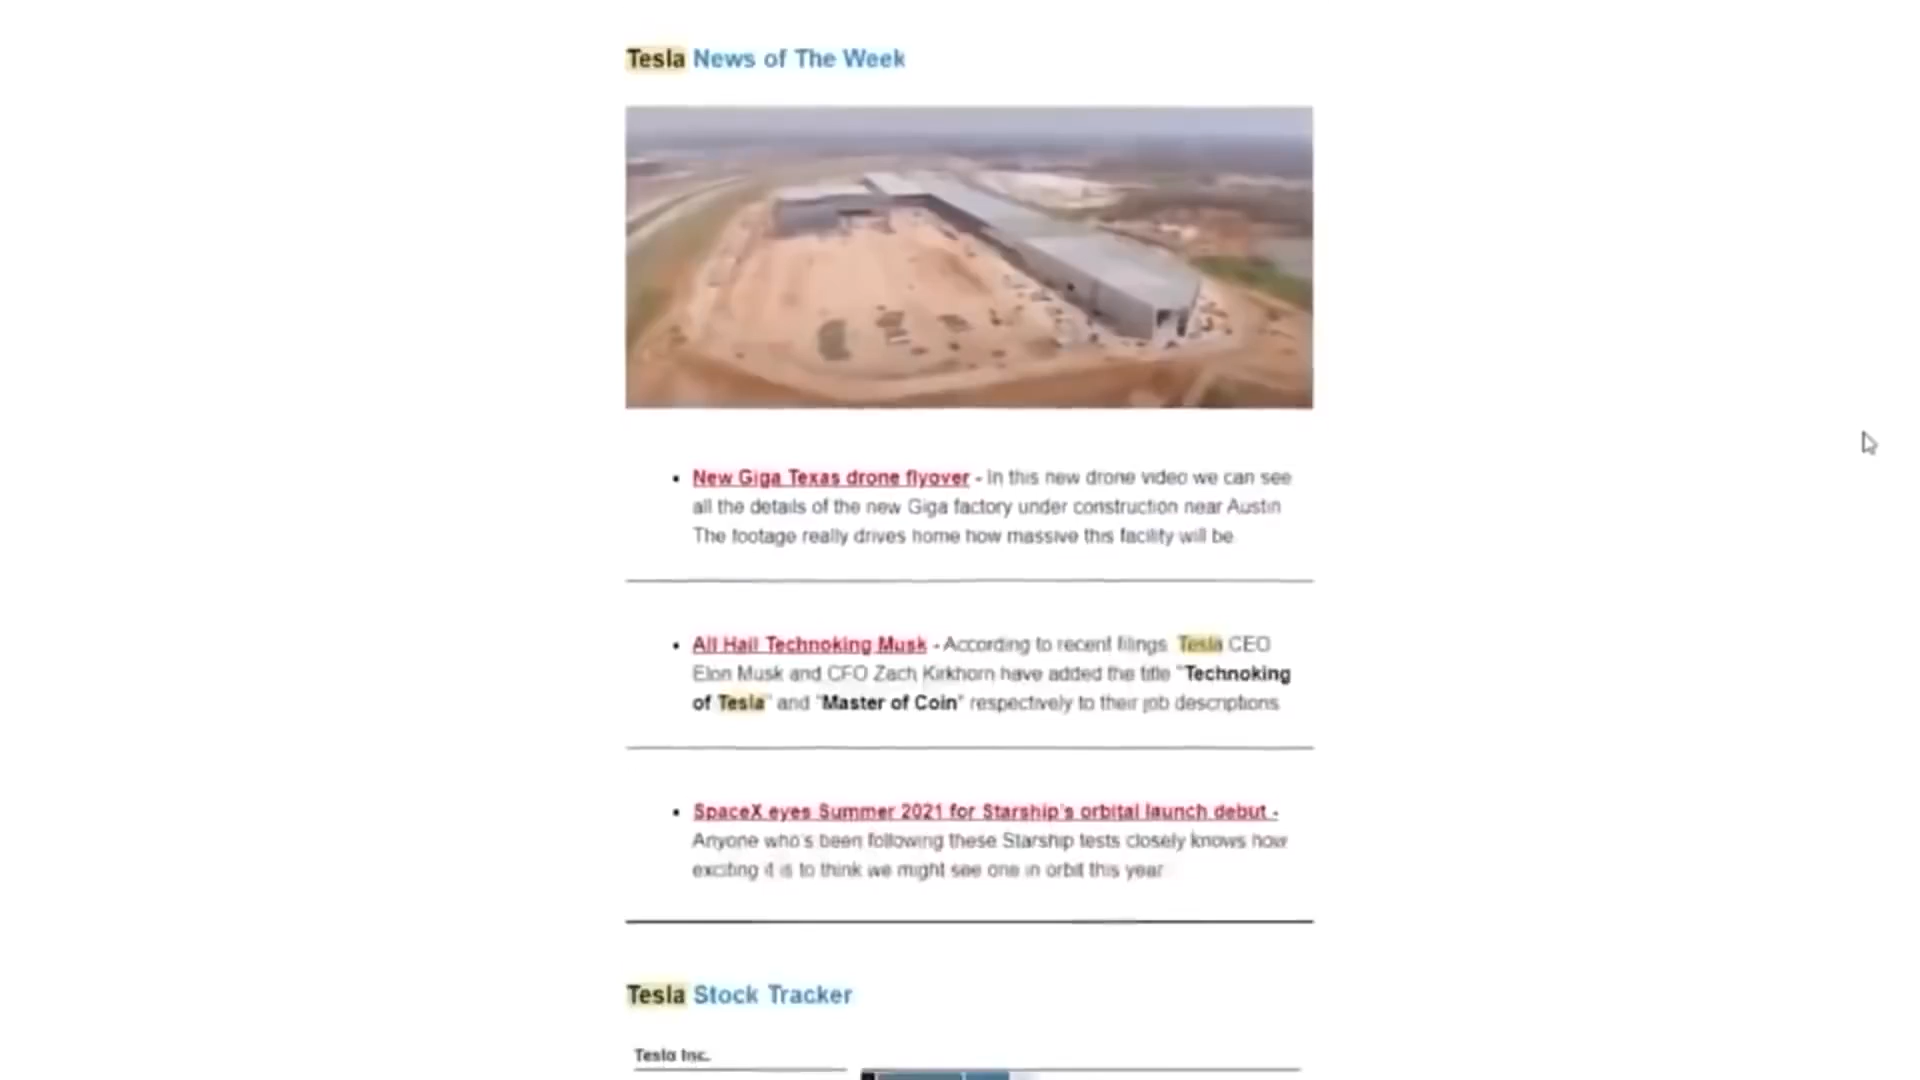 Tesla News of The Week
• New Giga Texas drone flyover - In this new drone video we can see
all the details of the new Giga factory under construction near Austin
The footage really drives home how massive this facility will be.
• All Hail Technoking Musk - According to recent filings Tesla CEO
Elon Musk and CFO Zach Kirkhorn have added the title "Technoking
of Tesla" and "Master of Coin" respectively to their job descriptions
• SpaceX eyes Summer 2021 for Starship's orbital launch debut -
Anyone who's been following these Starship tests closely knows how
exciting it is to think we might see one in orbit this year
Tesla Stock Tracker
Tesla Inc.